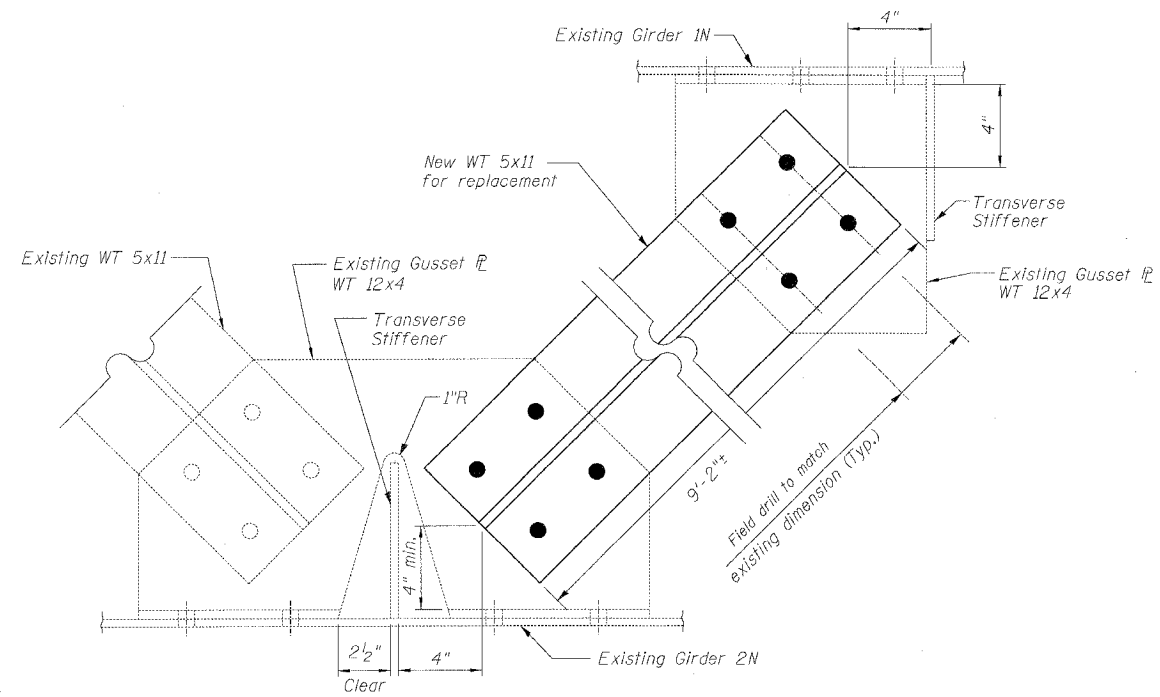 4"
Existing Girder 1N
4"
New WT 5x11
for replacement
Transverse
Stiffener
Existing WT 5x11
Existing Gusset ⅊
WT 12x4
Existing Gusset ⅊
WT 12x4
Transverse
Stiffener
1"R
9'-2"±
Field drill to match
existing dimension (Typ.)
4" min.
2½"
4"
Clear
Existing Girder 2N